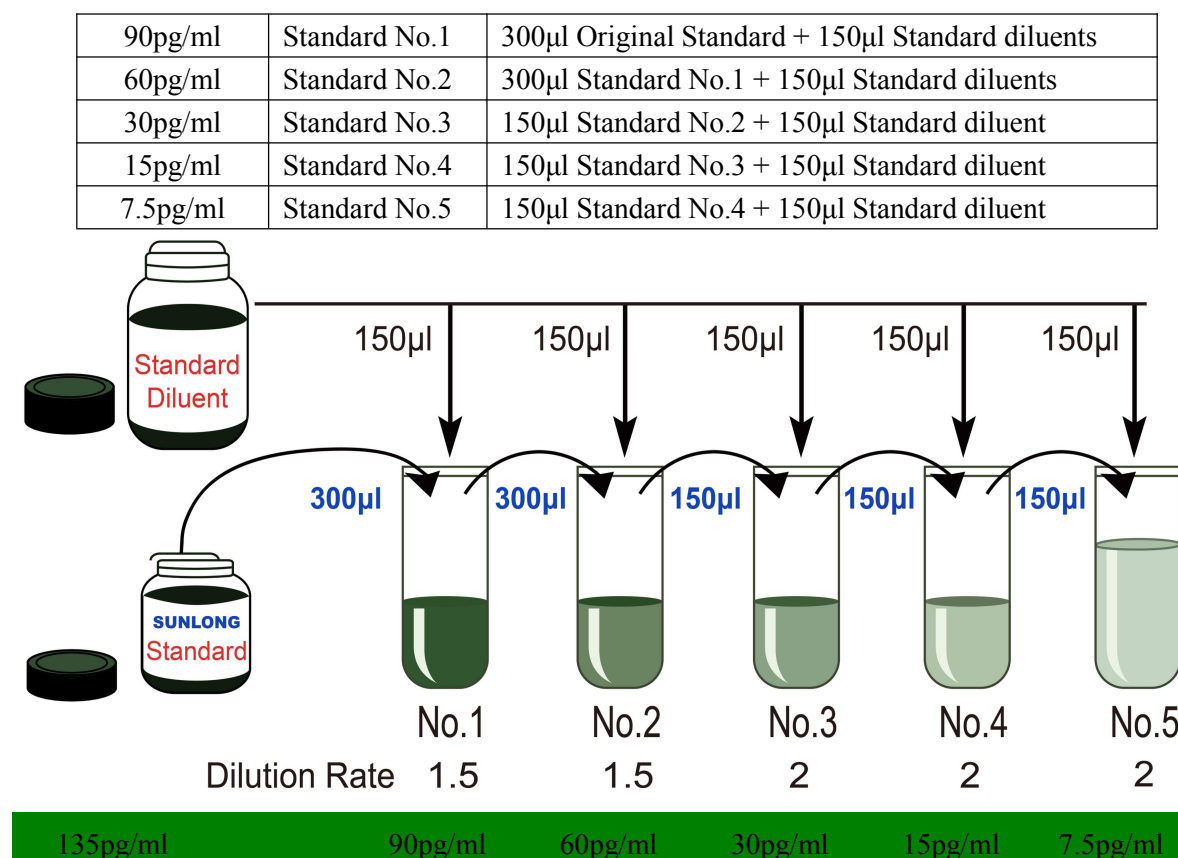 90pg/ml Standard No.1 300μl Original Standard + 150μl Standard diluents
60pg/ml Standard No.2 300μl Standard No.1 + 150μl Standard diluents
30pg/ml Standard No.3 150μl Standard No.2 + 150μl Standard diluent
15pg/ml Standard No.4 150μl Standard No.3 + 150μl Standard diluent
7.5pg/ml Standard No.5 150μl Standard No.4 + 150μl Standard diluent
150μl 150μl 150μl 150μl 150μl
Standard
Diluent
300μl 300μl 150μl 150μl 150μl
SUNLONG
Standard
No.1 No.2 No.3 No.4 No.5
Dilution Rate 1.5 1.5 2 2 2
135pg/ml 90pg/ml 60pg/ml 30pg/ml 15pg/ml 7.5pg/ml